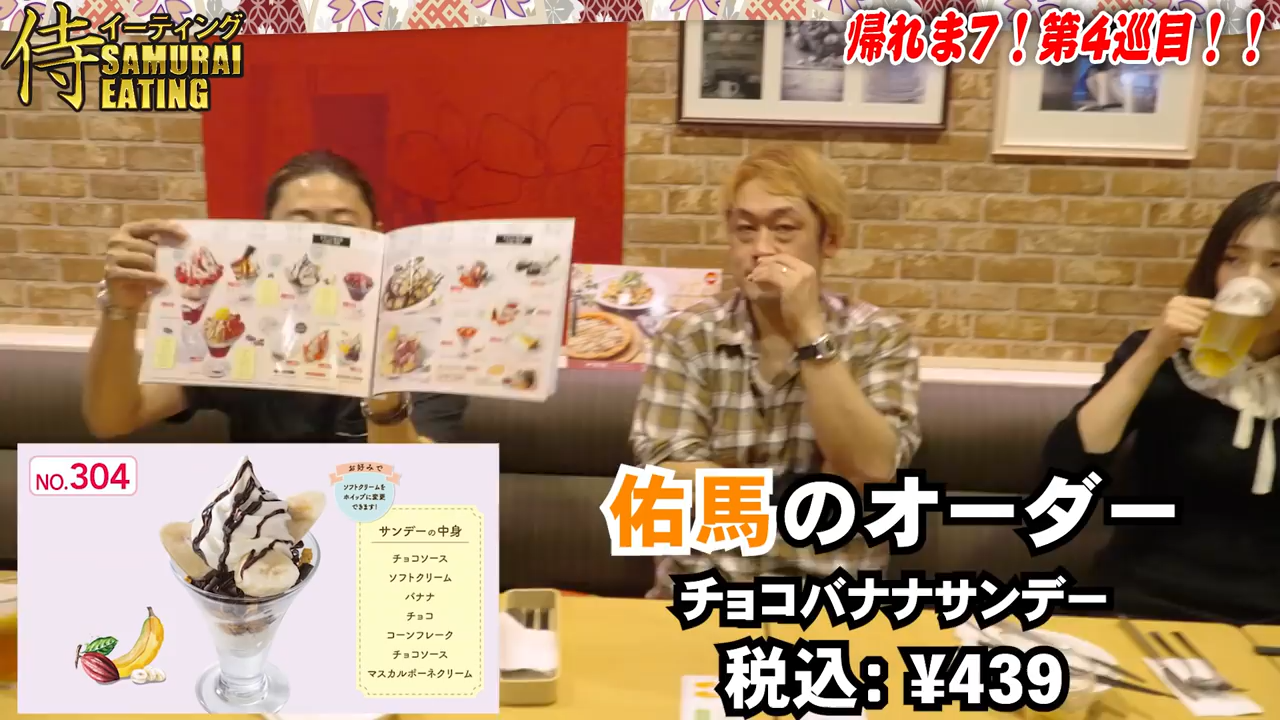 侍イーティング
SAMURAI
EATING
帰れま7!第4巡目!!
NO.304
お好みで
ソフトクリームを
ホイップに変更
できます!
サンデーの中身
チョコソース
ソフトクリーム
バナナ
チョコ
コーンフレーク
チョコソース
マスカルポーネクリーム
佑馬のオーダー
チョコバナナサンデー
税込:¥439